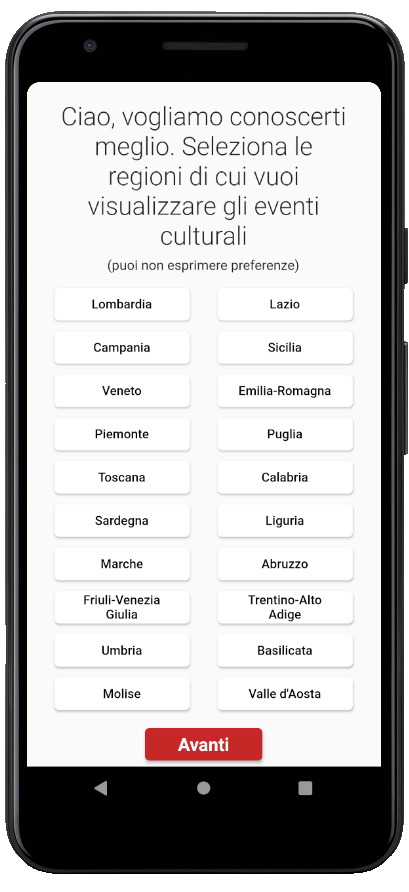 Ciao, vogliamo conoscerti
meglio. Seleziona le
regioni di cui vuoi
visualizzare gli eventi
culturali
(puoi non esprimere preferenze)
Lombardia
Lazio
Campania
Sicilia
Veneto
Emilia-Romagna
Piemonte
Puglia
Toscana
Calabria
Sardegna
Liguria
Marche
Abruzzo
Friuli-Venezia
Giulia
Trentino-Alto
Adige
Umbria
Basilicata
Molise
Valle d'Aosta
Avanti